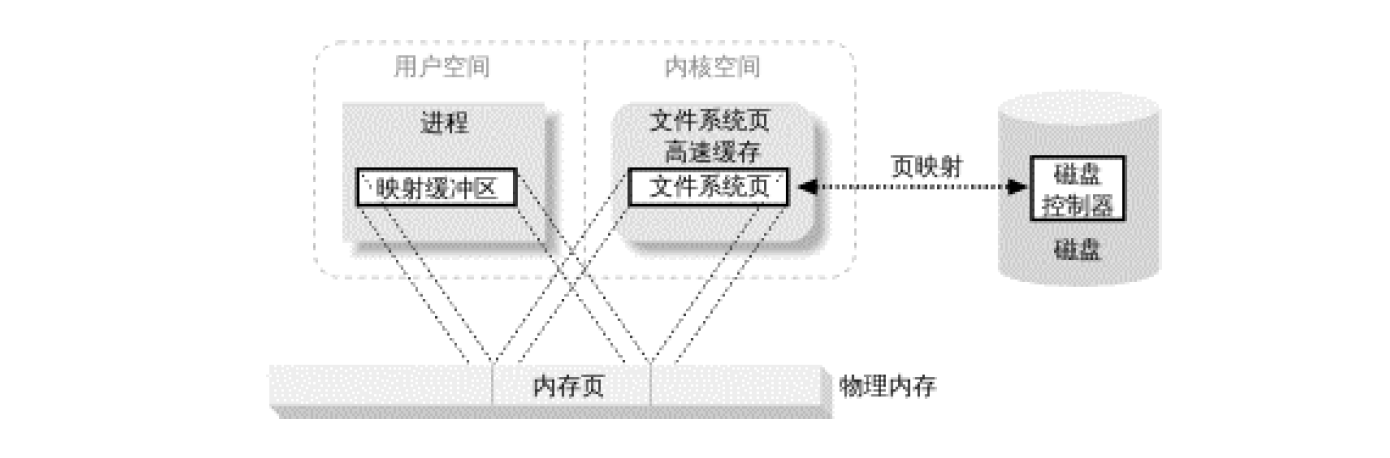 用户空间
内核空间
进程
文件系统页
高速缓存
映射缓冲区
文件系统页
页映射
磁盘
控制器
磁盘
内存页
物理内存